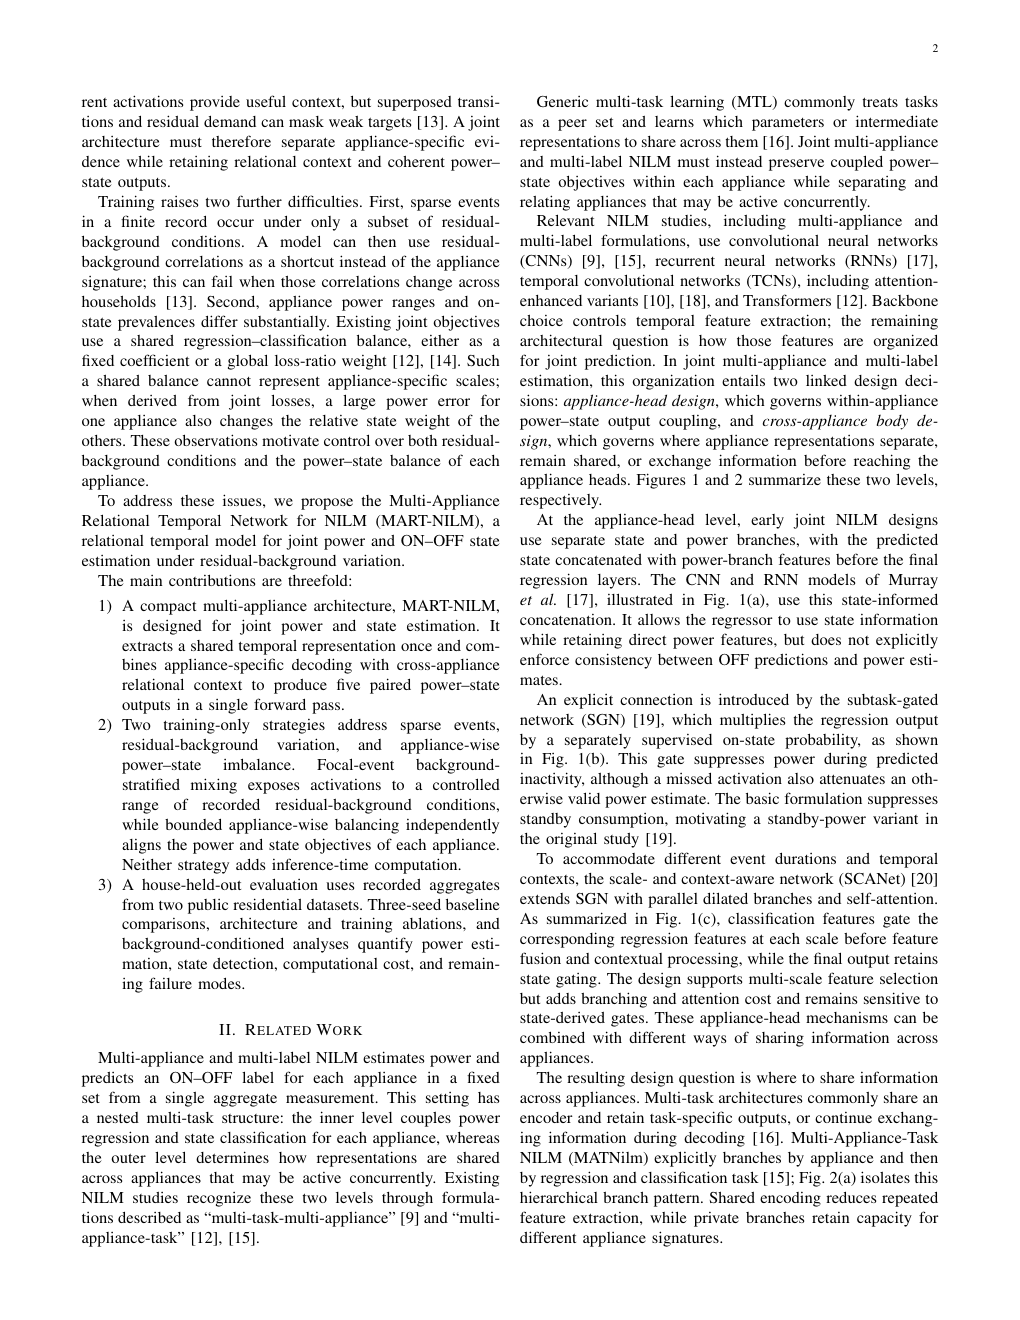 2
rent activations provide useful context, but superposed transi-
tions and residual demand can mask weak targets [13]. A joint
architecture must therefore separate appliance-specific evi-
dence while retaining relational context and coherent power–
state outputs.
Training raises two further difficulties. First, sparse events
in a finite record occur under only a subset of residual-
background conditions. A model can then use residual-
background correlations as a shortcut instead of the appliance
signature; this can fail when those correlations change across
households [13]. Second, appliance power ranges and on-
state prevalences differ substantially. Existing joint objectives
use a shared regression–classification balance, either as a
fixed coefficient or a global loss-ratio weight [12], [14]. Such
a shared balance cannot represent appliance-specific scales;
when derived from joint losses, a large power error for
one appliance also changes the relative state weight of the
others. These observations motivate control over both residual-
background conditions and the power–state balance of each
appliance.
To address these issues, we propose the Multi-Appliance
Relational Temporal Network for NILM (MART-NILM), a
relational temporal model for joint power and ON–OFF state
estimation under residual-background variation.
The main contributions are threefold:
1) A compact multi-appliance architecture, MART-NILM,
is designed for joint power and state estimation. It
extracts a shared temporal representation once and com-
bines appliance-specific decoding with cross-appliance
relational context to produce five paired power–state
outputs in a single forward pass.
2) Two training-only strategies address sparse events,
residual-background variation, and appliance-wise
power–state imbalance. Focal-event background-
stratified mixing exposes activations to a controlled
range of recorded residual-background conditions,
while bounded appliance-wise balancing independently
aligns the power and state objectives of each appliance.
Neither strategy adds inference-time computation.
3) A house-held-out evaluation uses recorded aggregates
from two public residential datasets. Three-seed baseline
comparisons, architecture and training ablations, and
background-conditioned analyses quantify power esti-
mation, state detection, computational cost, and remain-
ing failure modes.
II. RELATED WORK
Multi-appliance and multi-label NILM estimates power and
predicts an ON–OFF label for each appliance in a fixed
set from a single aggregate measurement. This setting has
a nested multi-task structure: the inner level couples power
regression and state classification for each appliance, whereas
the outer level determines how representations are shared
across appliances that may be active concurrently. Existing
NILM studies recognize these two levels through formula-
tions described as “multi-task-multi-appliance” [9] and “multi-
appliance-task” [12], [15].
Generic multi-task learning (MTL) commonly treats tasks
as a peer set and learns which parameters or intermediate
representations to share across them [16]. Joint multi-appliance
and multi-label NILM must instead preserve coupled power–
state objectives within each appliance while separating and
relating appliances that may be active concurrently.
Relevant NILM studies, including multi-appliance and
multi-label formulations, use convolutional neural networks
(CNNs) [9], [15], recurrent neural networks (RNNs) [17],
temporal convolutional networks (TCNs), including attention-
enhanced variants [10], [18], and Transformers [12]. Backbone
choice controls temporal feature extraction; the remaining
architectural question is how those features are organized
for joint prediction. In joint multi-appliance and multi-label
estimation, this organization entails two linked design deci-
sions: appliance-head design, which governs within-appliance
power–state output coupling, and cross-appliance body de-
sign, which governs where appliance representations separate,
remain shared, or exchange information before reaching the
appliance heads. Figures 1 and 2 summarize these two levels,
respectively.
At the appliance-head level, early joint NILM designs
use separate state and power branches, with the predicted
state concatenated with power-branch features before the final
regression layers. The CNN and RNN models of Murray
et al. [17], illustrated in Fig. 1(a), use this state-informed
concatenation. It allows the regressor to use state information
while retaining direct power features, but does not explicitly
enforce consistency between OFF predictions and power esti-
mates.
An explicit connection is introduced by the subtask-gated
network (SGN) [19], which multiplies the regression output
by a separately supervised on-state probability, as shown
in Fig. 1(b). This gate suppresses power during predicted
inactivity, although a missed activation also attenuates an oth-
erwise valid power estimate. The basic formulation suppresses
standby consumption, motivating a standby-power variant in
the original study [19].
To accommodate different event durations and temporal
contexts, the scale- and context-aware network (SCANet) [20]
extends SGN with parallel dilated branches and self-attention.
As summarized in Fig. 1(c), classification features gate the
corresponding regression features at each scale before feature
fusion and contextual processing, while the final output retains
state gating. The design supports multi-scale feature selection
but adds branching and attention cost and remains sensitive to
state-derived gates. These appliance-head mechanisms can be
combined with different ways of sharing information across
appliances.
The resulting design question is where to share information
across appliances. Multi-task architectures commonly share an
encoder and retain task-specific outputs, or continue exchang-
ing information during decoding [16]. Multi-Appliance-Task
NILM (MATNilm) explicitly branches by appliance and then
by regression and classification task [15]; Fig. 2(a) isolates this
hierarchical branch pattern. Shared encoding reduces repeated
feature extraction, while private branches retain capacity for
different appliance signatures.